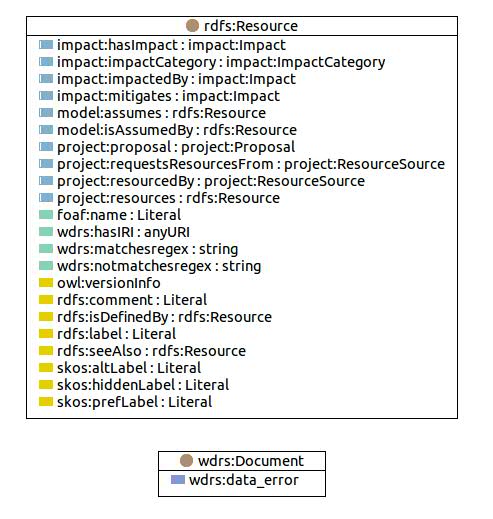 rdfs:Resource
impact:hasImpact : impact:Impact
impact:impactCategory : impact:ImpactCategory
impact:impactedBy : impact:Impact
impact:mitigates : impact:Impact
model:assumes : rdfs:Resource
model:isAssumedBy : rdfs:Resource
project:proposal : project:Proposal
project:requestsResourcesFrom : project:ResourceSource
project:resourcedBy : project:ResourceSource
project:resources : rdfs:Resource
foaf:name : Literal
wdrs:hasIRI : anyURI
wdrs:matchesregex : string
wdrs:notmatchesregex : string
owl:versionInfo
rdfs:comment : Literal
rdfs:isDefinedBy : rdfs:Resource
rdfs:label : Literal
rdfs:seeAlso : rdfs:Resource
skos:altLabel : Literal
skos:hiddenLabel : Literal
skos:prefLabel : Literal
wdrs:Document
wdrs:data_error